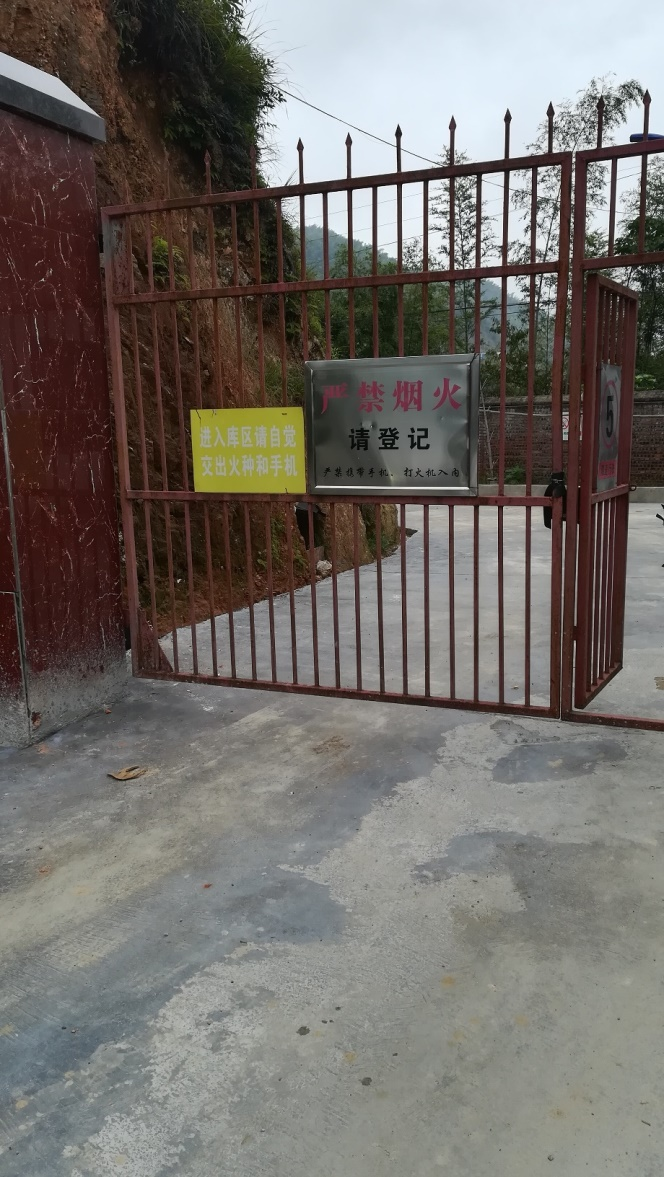 进入库区请自觉
交出火种和手机
严禁烟火
请登记
严禁携带手机、打火机入内
5